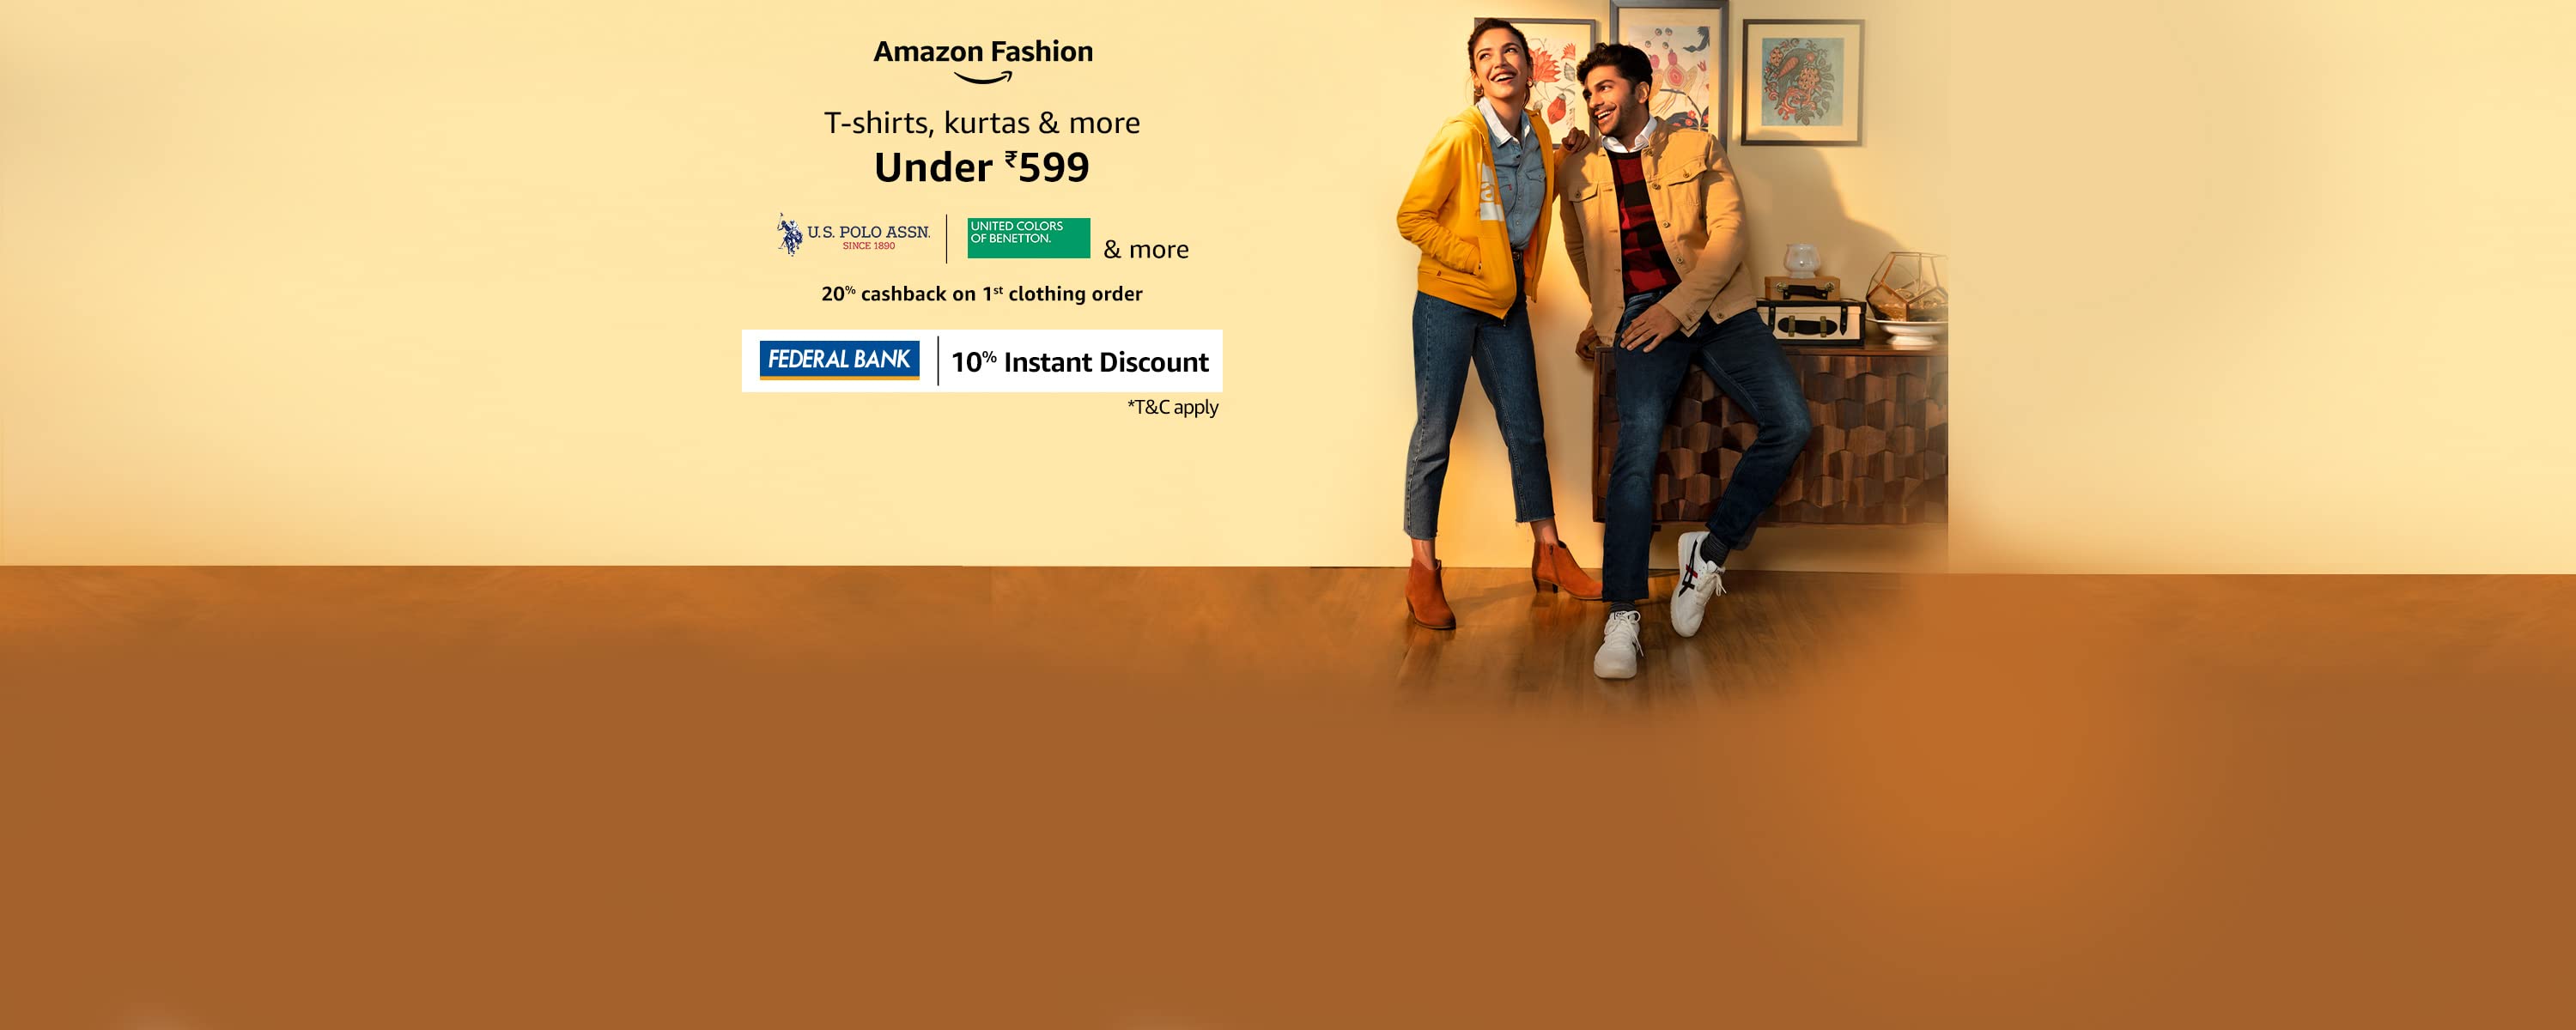 Amazon Fashion
T-shirts, kurtas & more
Under ₹599
U.S. POLO ASSN.
SINCE 1890
UNITED COLORS
OF BENETTON.
& more
20% cashback on 1st clothing order
FEDERAL BANK
10% Instant Discount
*T&C apply